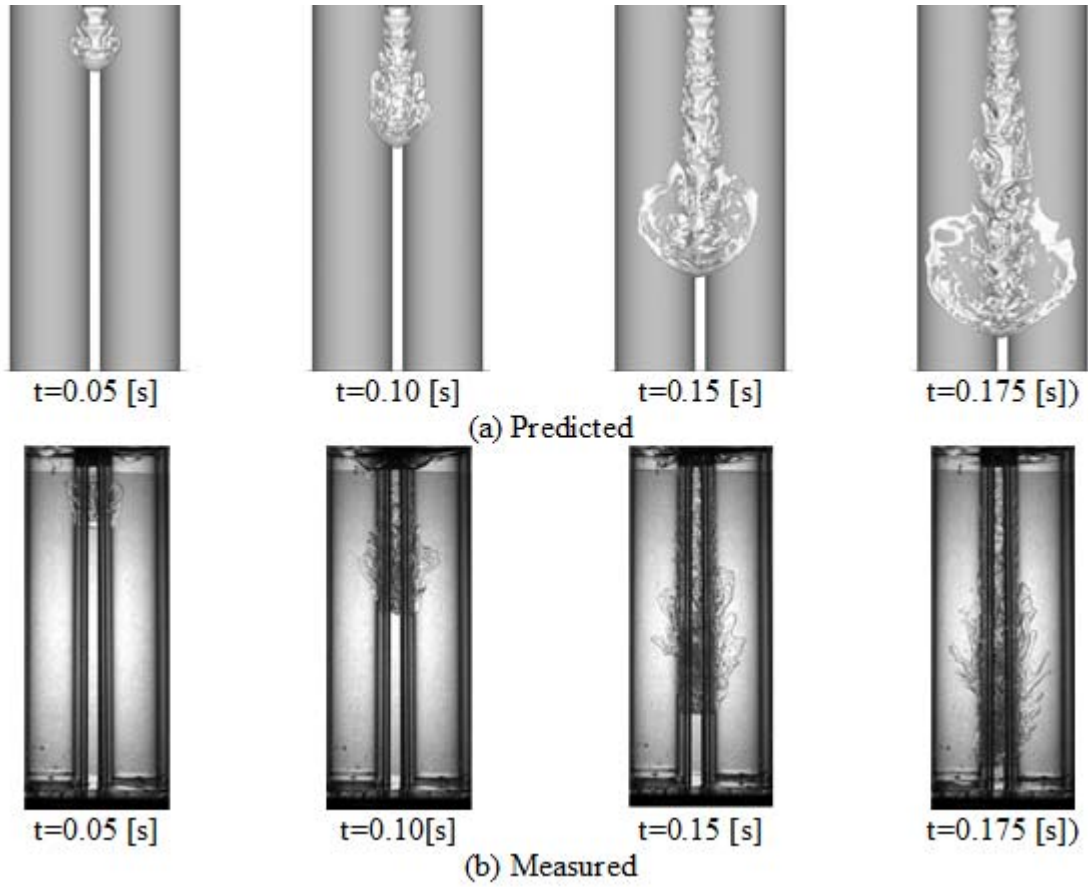 t=0.05 [s] t=0.10 [s] t=0.15 [s] t=0.175 [s])
(a) Predicted
t=0.05 [s] t=0.10[s] t=0.15 [s] t=0.175 [s])
(b) Measured